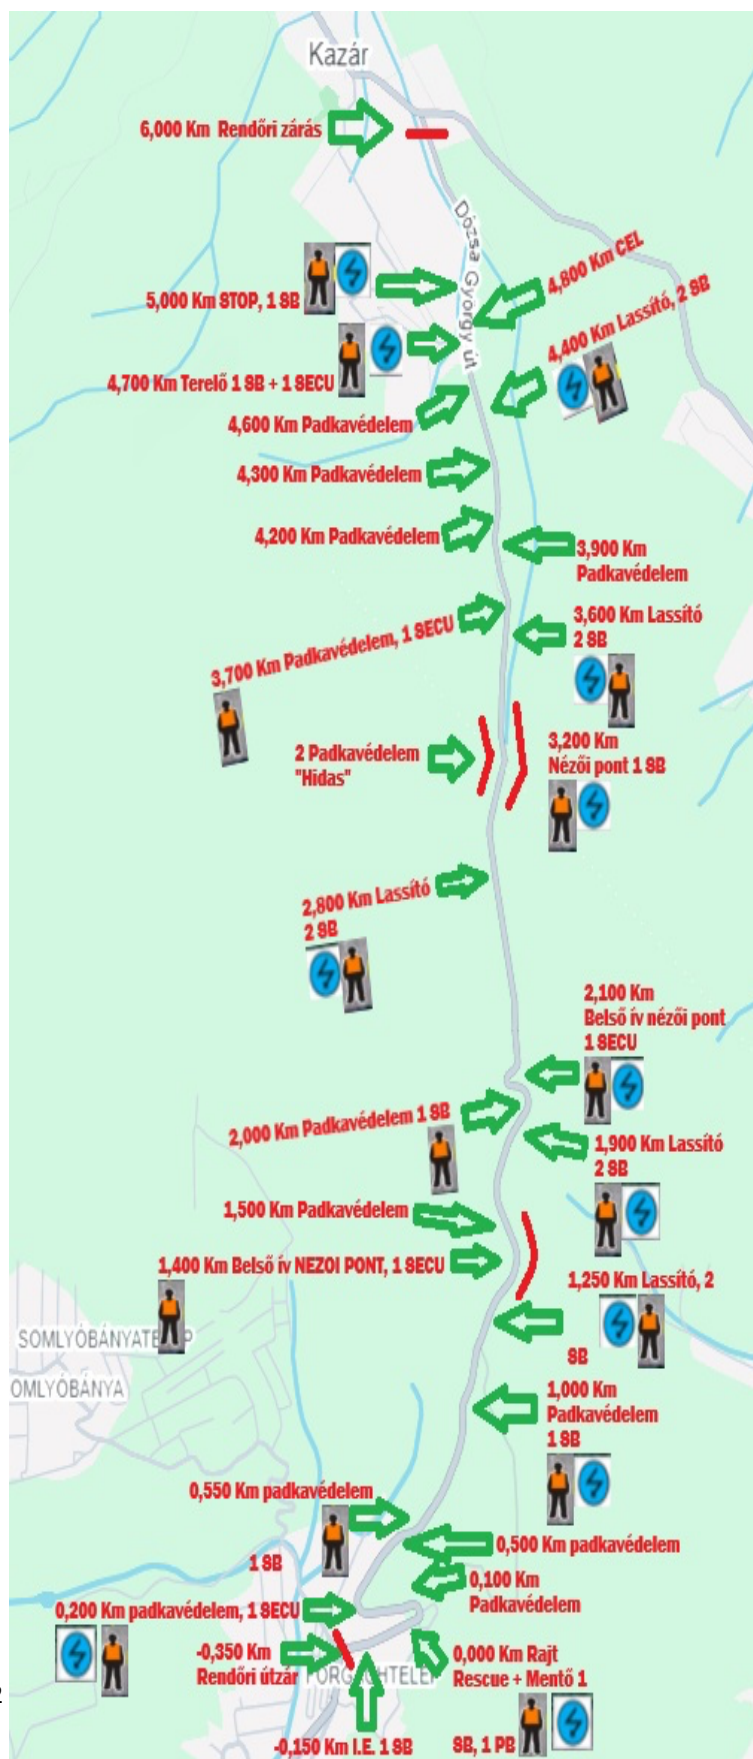 Kazár
6,000 Km Rendőri zárás
Dózsa György út
4,800 Km CEL
5,000 Km STOP, 1 SB
4,400 Km Lassító, 2 SB
4,700 Km Terelő 1 SB + 1 SECU
4,600 Km Padkavédelem
4,300 Km Padkavédelem
4,200 Km Padkavédelem
3,900 Km
Padkavédelem
3,700 Km Padkavédelem, 1 SECU
3,600 Km Lassító
2 SB
2 Padkavédelem
"Hidas"
3,200 Km
Nézői pont 1 SB
2,800 Km Lassító
2 SB
2,100 Km
Belső ív nézői pont
1 SECU
2,000 Km Padkavédelem 1 SB
1,900 Km Lassító
2 SB
1,500 Km Padkavédelem
1,400 Km Belső ív NEZOI PONT, 1 SECU
1,250 Km Lassító, 2
SB
SOMLYÓBÁNYATE P
OMLYÓBÁNYA
1,000 Km
Padkavédelem
1 SB
0,550 Km padkavédelem
1 SB
0,500 Km padkavédelem
0,100 Km
Padkavédelem
0,200 Km padkavédelem, 1 SECU
-0,350 Km
Rendőri útzár
0,000 Km Rajt
Rescue + Mentő 1
SB, 1 PB
-0,150 Km I.E. 1 SB